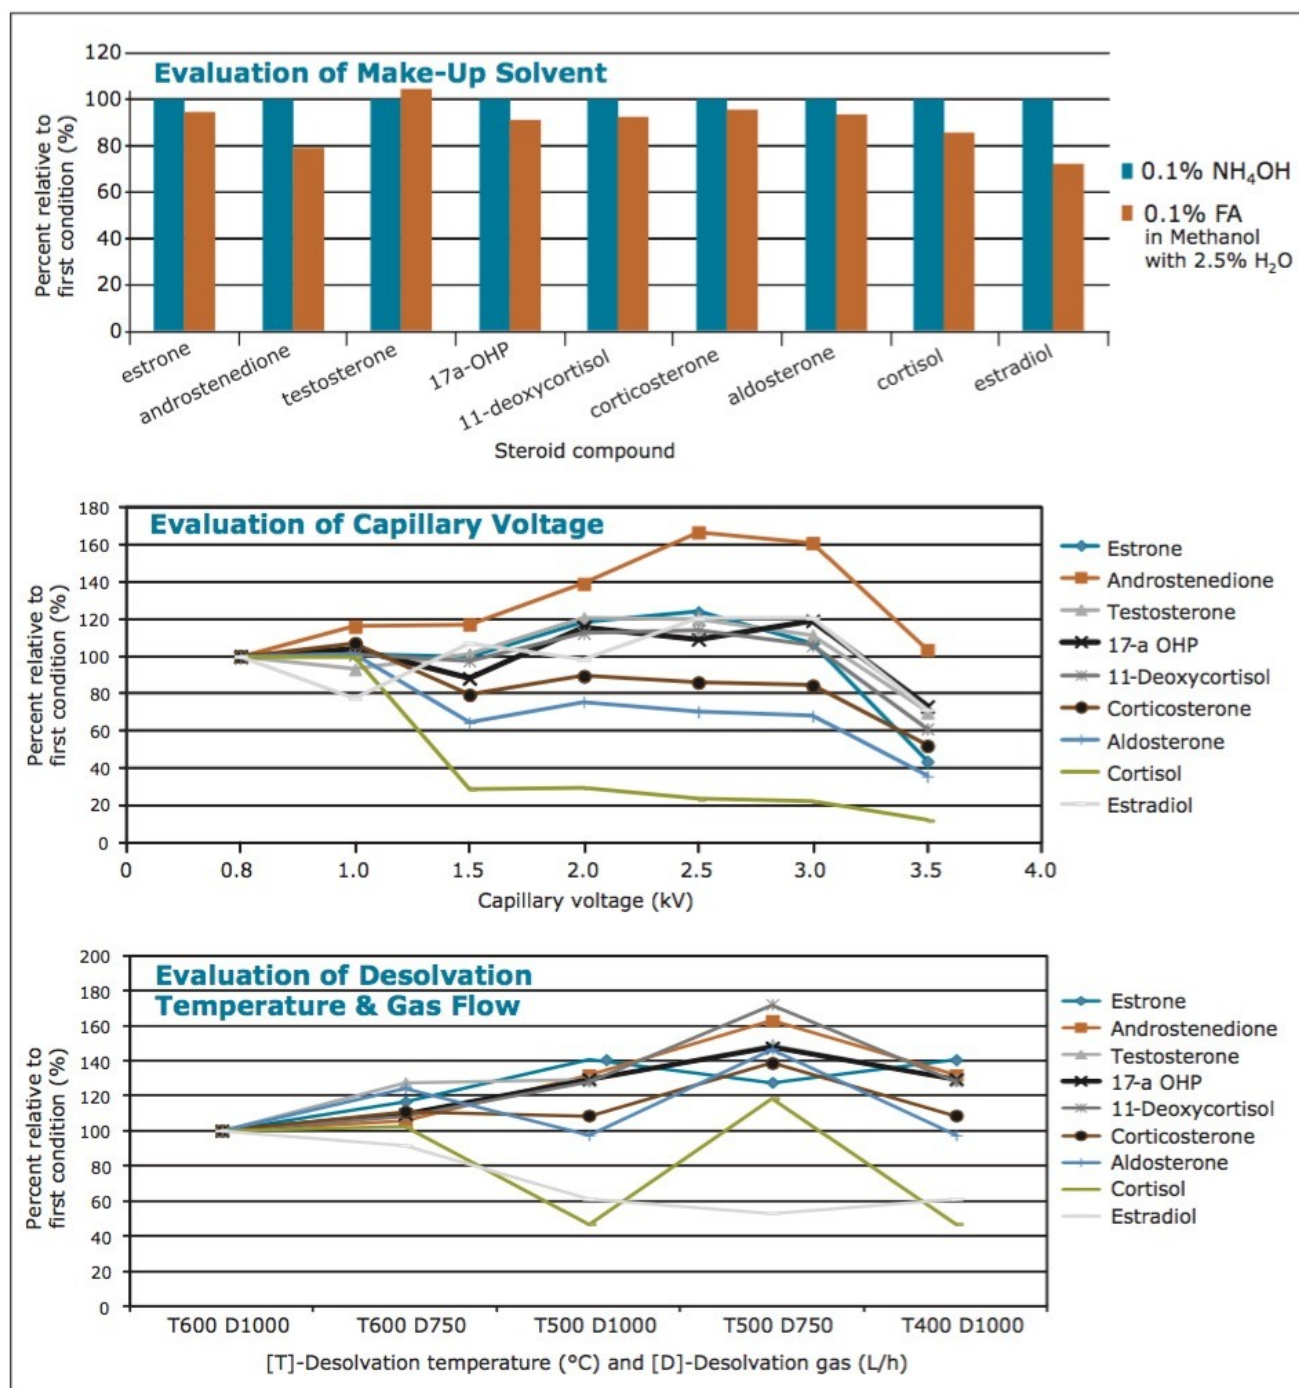 120
100
80
60
40
20
0
Percent relative to
first condition (%)
Evaluation of Make-Up Solvent
0.1% NH₄OH
0.1% FA
in Methanol
with 2.5% H₂O
estrone
androstenedione
testosterone
17a-OHP
11-deoxycortisol
corticosterone
aldosterone
cortisol
estradiol
Steroid compound
180
160
140
120
100
80
60
40
20
0
Percent relative to
first condition (%)
Evaluation of Capillary Voltage
Estrone
Androstenedione
Testosterone
17-a OHP
11-Deoxycortisol
Corticosterone
Aldosterone
Cortisol
Estradiol
0 0.8 1.0 1.5 2.0 2.5 3.0 3.5 4.0
Capillary voltage (kV)
200
180
160
140
120
100
80
60
40
20
0
Percent relative to
first condition (%)
Evaluation of Desolvation
Temperature & Gas Flow
Estrone
Androstenedione
Testosterone
17-a OHP
11-Deoxycortisol
Corticosterone
Aldosterone
Cortisol
Estradiol
T600 D1000 T600 D750 T500 D1000 T500 D750 T400 D1000
[T]-Desolvation temperature (°C) and [D]-Desolvation gas (L/h)